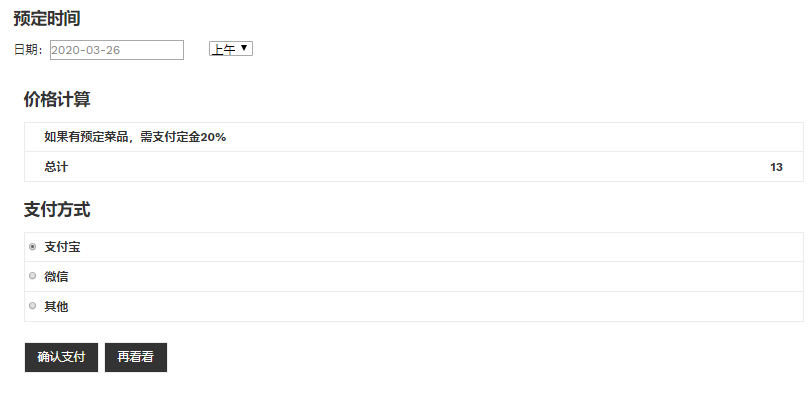 预定时间
日期：2020-03-26 上午
价格计算
如果有预定菜品，需支付定金20%
总计 13
支付方式
支付宝
微信
其他
确认支付 再看看